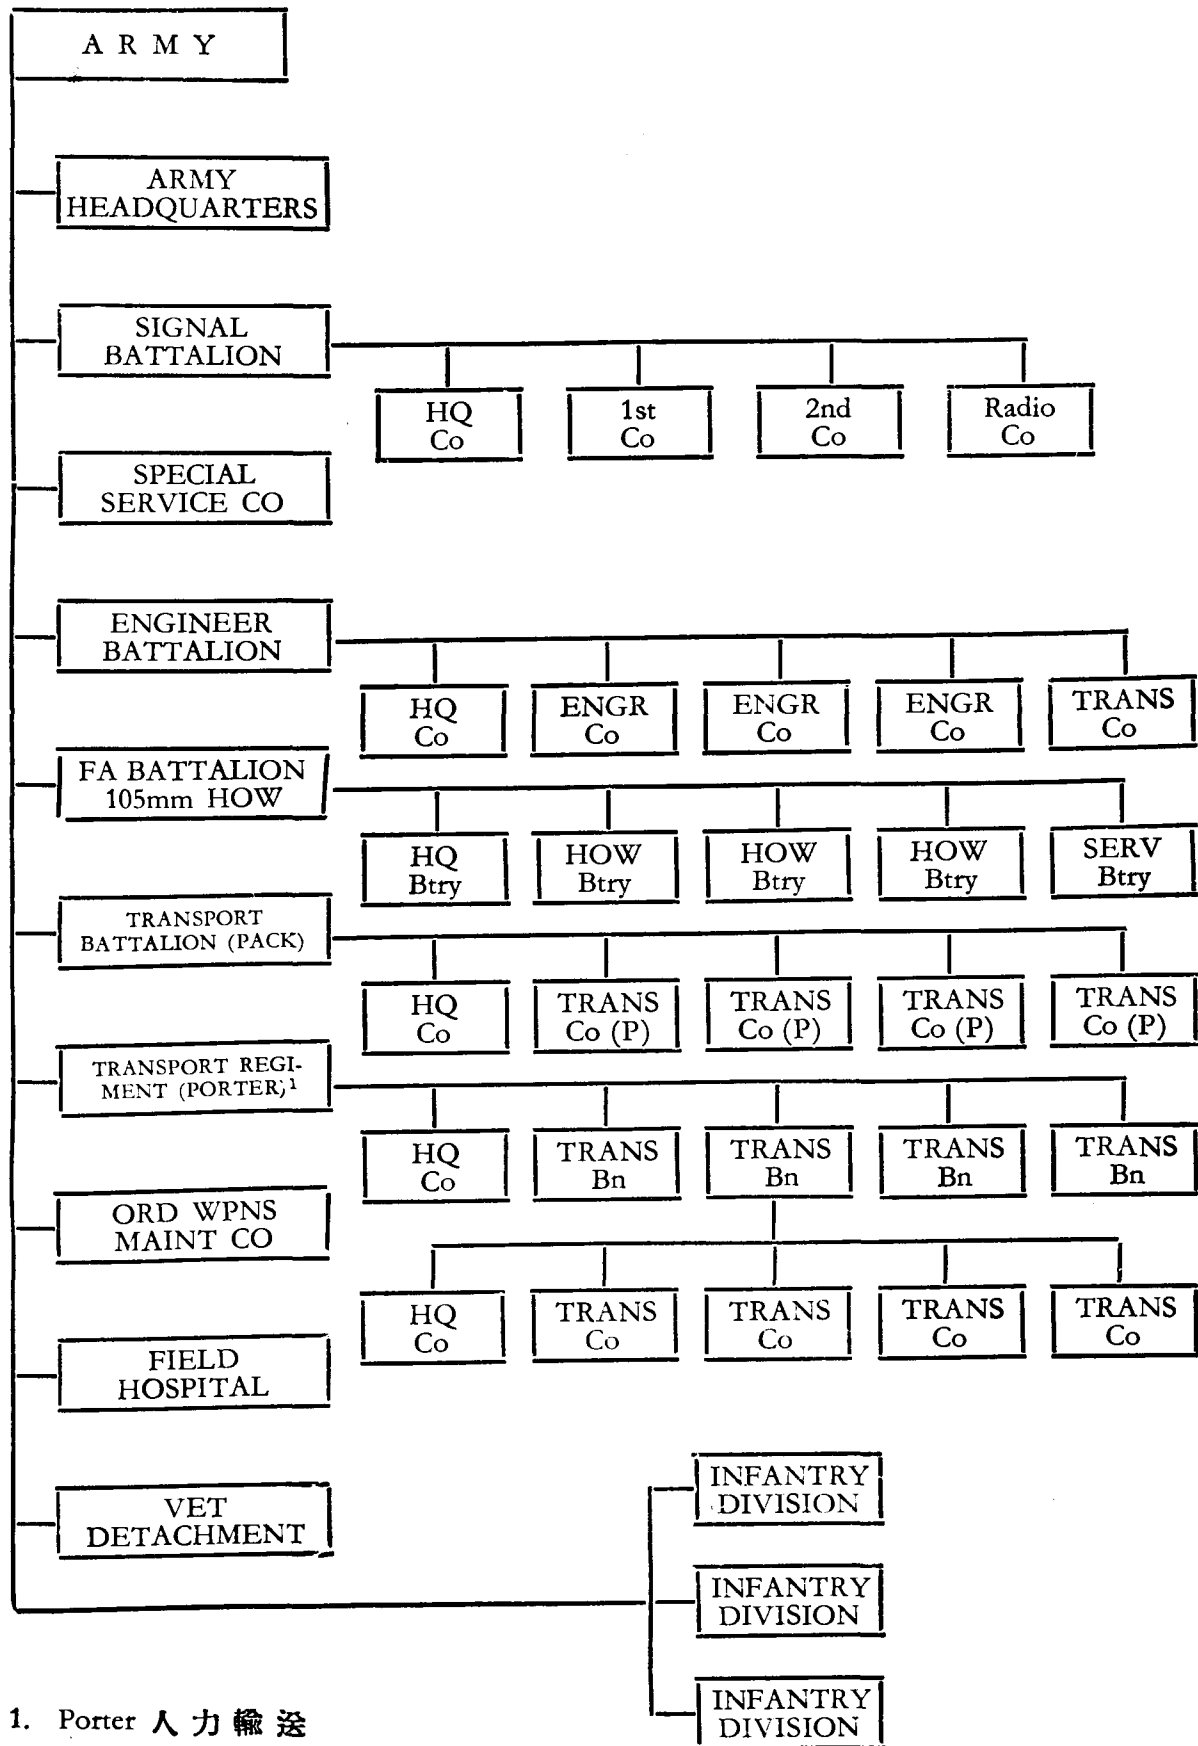 A R M Y
ARMY
HEADQUARTERS
SIGNAL
BATTALION
HQ
Co
1st
Co
2nd
Co
Radio
Co
SPECIAL
SERVICE CO
ENGINEER
BATTALION
HQ
Co
ENGR
Co
ENGR
Co
ENGR
Co
TRANS
Co
FA BATTALION
105mm HOW
HQ
Btry
HOW
Btry
HOW
Btry
HOW
Btry
SERV
Btry
TRANSPORT
BATTALION (PACK)
HQ
Co
TRANS
Co (P)
TRANS
Co (P)
TRANS
Co (P)
TRANS
Co (P)
TRANSPORT REGI-
MENT (PORTER)¹
HQ
Co
TRANS
Bn
TRANS
Bn
TRANS
Bn
TRANS
Bn
ORD WPNS
MAINT CO
HQ
Co
TRANS
Co
TRANS
Co
TRANS
Co
TRANS
Co
FIELD
HOSPITAL
VET
DETACHMENT
INFANTRY
DIVISION
INFANTRY
DIVISION
INFANTRY
DIVISION
1. Porter 人力輸送